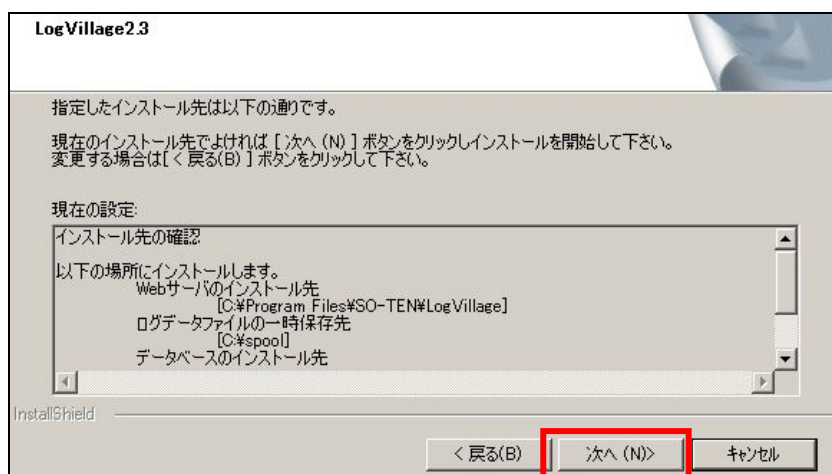 LogVillage2.3
指定したインストール先は以下の通りです。
現在のインストール先でよければ [ 次へ (N) ] ボタンをクリックしインストールを開始して下さい。
変更する場合は[ < 戻る(B) ] ボタンをクリックして下さい。
現在の設定:
インストール先の確認
以下の場所にインストールします。
Webサーバのインストール先
[C:¥Program Files¥SO-TEN¥LogVillage]
ログデータファイルの一時保存先
[C:¥spool]
データベースのインストール先
InstallShield
< 戻る(B)
次へ (N)>
キャンセル